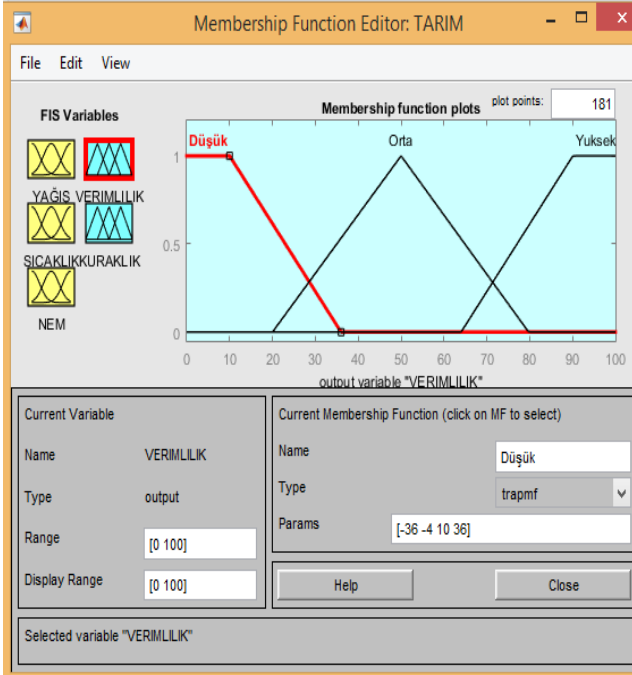 Membership Function Editor: TARIM
File Edit View
FIS Variables
YAĞIS VERIMLILIK
SICAKLIKKURAKLIK
NEM
Membership function plots plot points: 181
Düşük Orta Yuksek
1
0.5
0
0 10 20 30 40 50 60 70 80 90 100
output variable "VERIMLILIK"
Current Variable
Name VERIMLILIK
Type output
Range [0 100]
Display Range [0 100]
Current Membership Function (click on MF to select)
Name Düşük
Type trapmf
Params [-36 -4 10 36]
Help Close
Selected variable "VERIMLILIK"